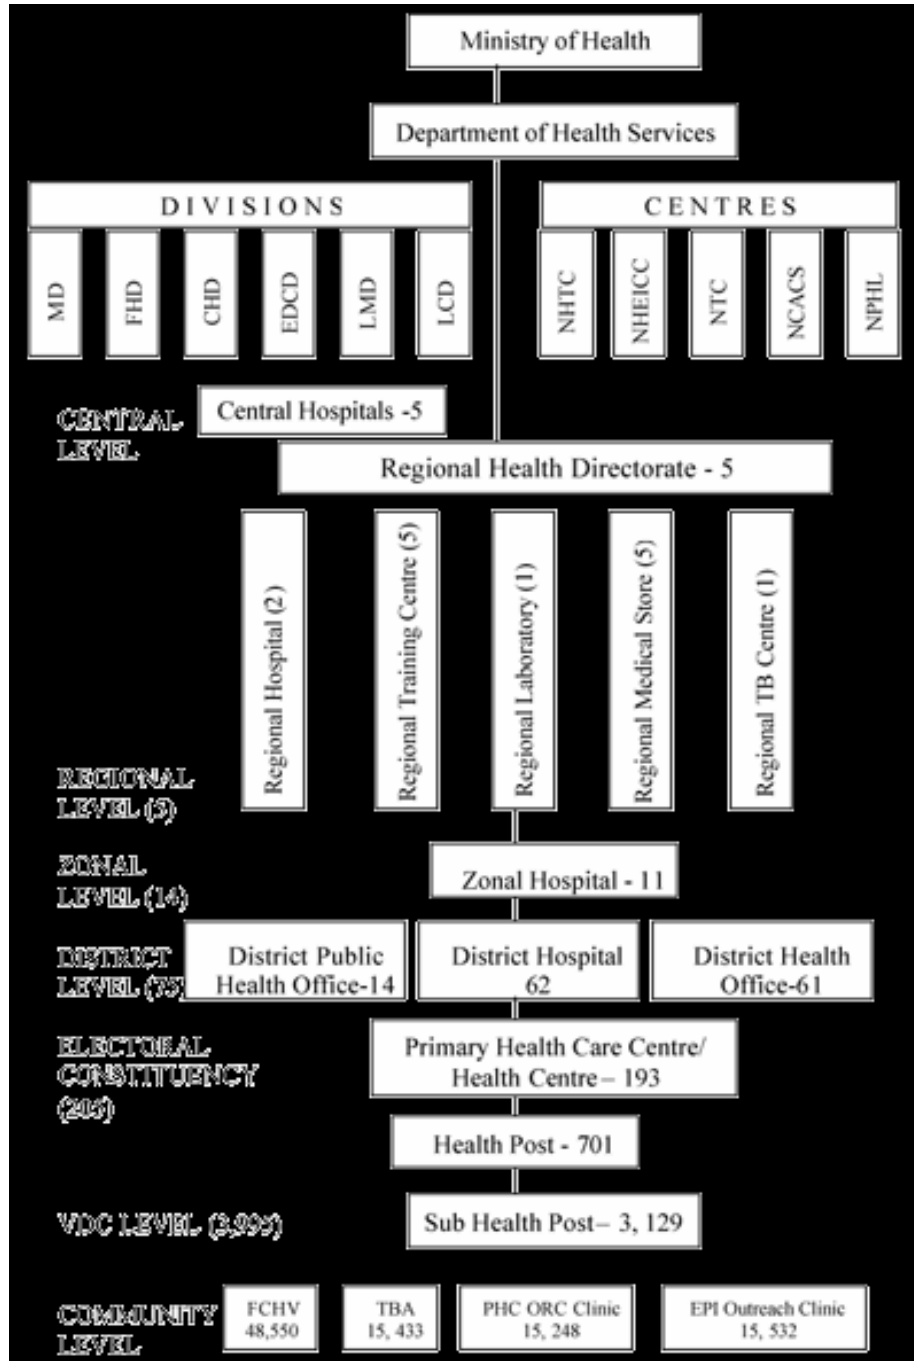 Ministry of Health
Department of Health Services
DIVISIONS
CENTRES
MD
FHD
CHD
EDCD
LMD
LCD
NHTC
NHEICC
NTC
NCACS
NPHL
CENTRAL
LEVEL
Central Hospitals -5
Regional Health Directorate - 5
Regional Hospital (2)
Regional Training Centre (5)
Regional Laboratory (1)
Regional Medical Store (5)
Regional TB Centre (1)
REGIONAL
LEVEL (5)
ZONAL
LEVEL (14)
Zonal Hospital - 11
DISTRICT
LEVEL (75)
District Public
Health Office-14
District Hospital
62
District Health
Office-61
ELECTORAL
CONSTITUENCY
(205)
Primary Health Care Centre/
Health Centre – 193
Health Post - 701
VDC LEVEL (3,995)
Sub Health Post – 3, 129
COMMUNITY
LEVEL
FCHV
48,550
TBA
15, 433
PHC ORC Clinic
15, 248
EPI Outreach Clinic
15, 532